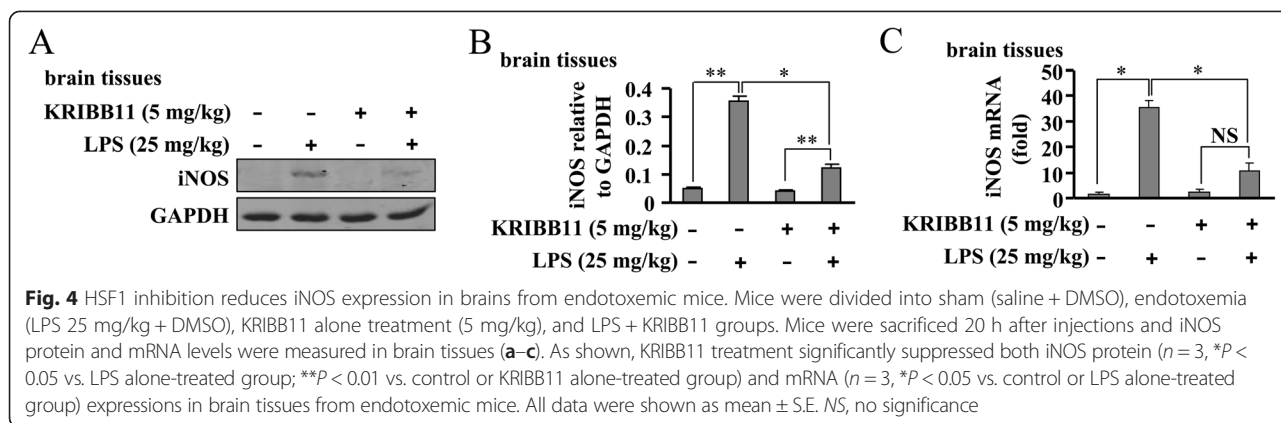 A
brain tissues
KRIBB11 (5 mg/kg) – – + +
LPS (25 mg/kg) – + – +
iNOS
GAPDH
B
brain tissues
** *
**
iNOS relative
to GAPDH
0.4
0.3
0.2
0.1
0
KRIBB11 (5 mg/kg) – – + +
LPS (25 mg/kg) – + – +
C
brain tissues
* *
NS
iNOS mRNA
(fold)
50
40
30
20
10
0
KRIBB11 (5 mg/kg) – – + +
LPS (25 mg/kg) – + – +
Fig. 4 HSF1 inhibition reduces iNOS expression in brains from endotoxemic mice. Mice were divided into sham (saline + DMSO), endotoxemia
(LPS 25 mg/kg + DMSO), KRIBB11 alone treatment (5 mg/kg), and LPS + KRIBB11 groups. Mice were sacrificed 20 h after injections and iNOS
protein and mRNA levels were measured in brain tissues (a–c). As shown, KRIBB11 treatment significantly suppressed both iNOS protein (n = 3, *P <
0.05 vs. LPS alone-treated group; **P < 0.01 vs. control or KRIBB11 alone-treated group) and mRNA (n = 3, *P < 0.05 vs. control or LPS alone-treated
group) expressions in brain tissues from endotoxemic mice. All data were shown as mean ± S.E. NS, no significance